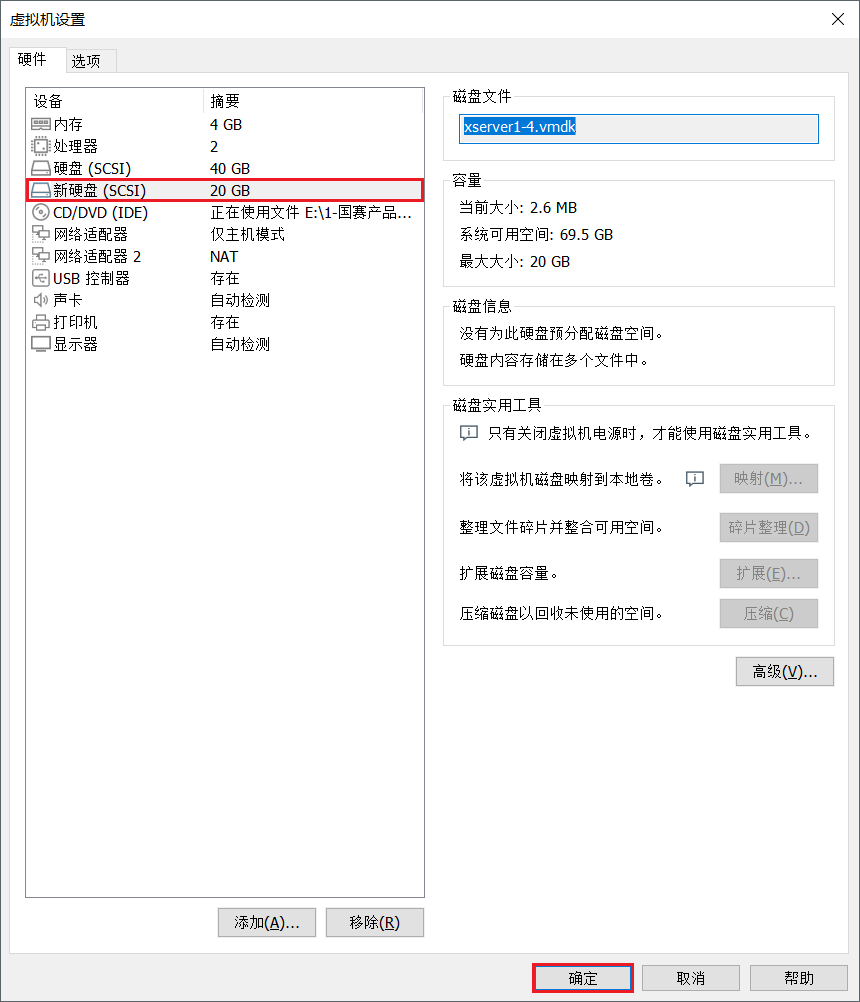 虚拟机设置
硬件
选项
设备 摘要
内存 4 GB
处理器 2
硬盘 (SCSI) 40 GB
新硬盘 (SCSI) 20 GB
CD/DVD (IDE) 正在使用文件 E:\1-国赛产品...
网络适配器 仅主机模式
网络适配器 2 NAT
USB 控制器 存在
声卡 自动检测
打印机 存在
显示器 自动检测
添加(A)...
移除(R)
磁盘文件
xserver1-4.vmdk
容量
当前大小: 2.6 MB
系统可用空间: 69.5 GB
最大大小: 20 GB
磁盘信息
没有为此硬盘预分配磁盘空间。
硬盘内容存储在多个文件中。
磁盘实用工具
只有关闭虚拟机电源时，才能使用磁盘实用工具。
将该虚拟机磁盘映射到本地卷。 映射(M)...
整理文件碎片并整合可用空间。 碎片整理(D)
扩展磁盘容量。 扩展(E)...
压缩磁盘以回收未使用的空间。 压缩(C)
高级(V)...
确定
取消
帮助